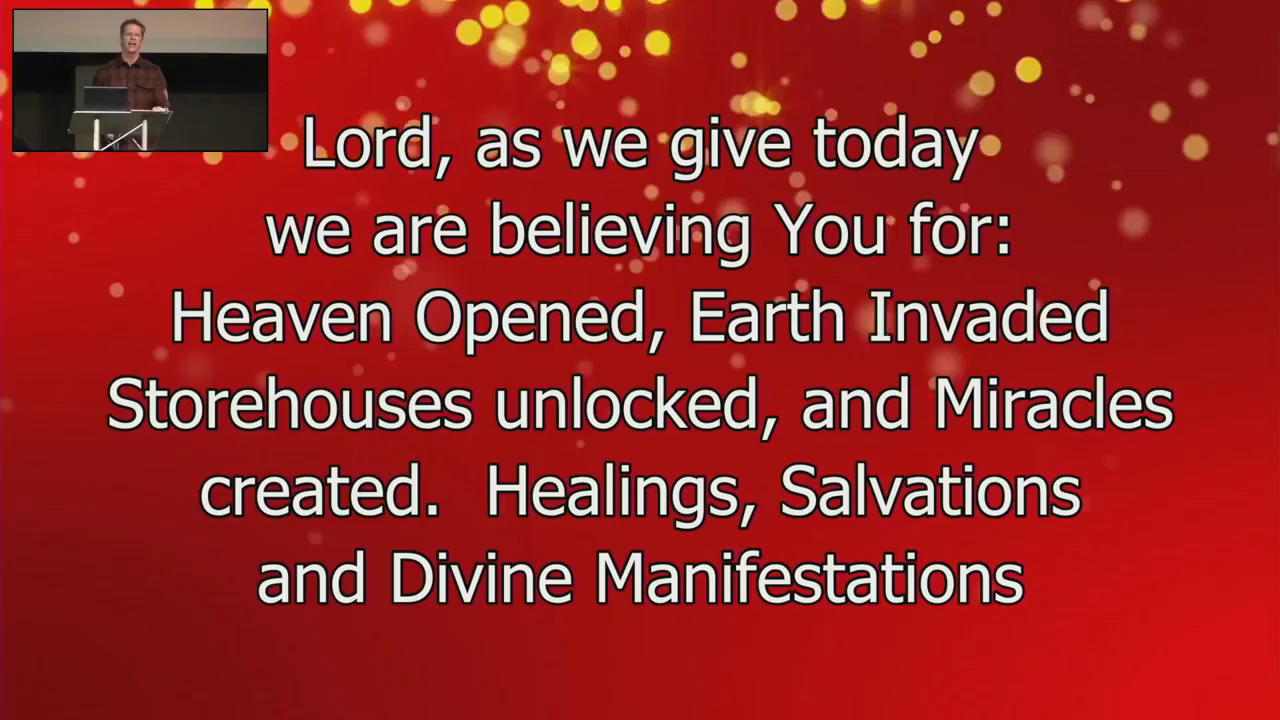 Lord, as we give today
we are believing You for:
Heaven Opened, Earth Invaded
Storehouses unlocked, and Miracles
created.  Healings, Salvations
and Divine Manifestations